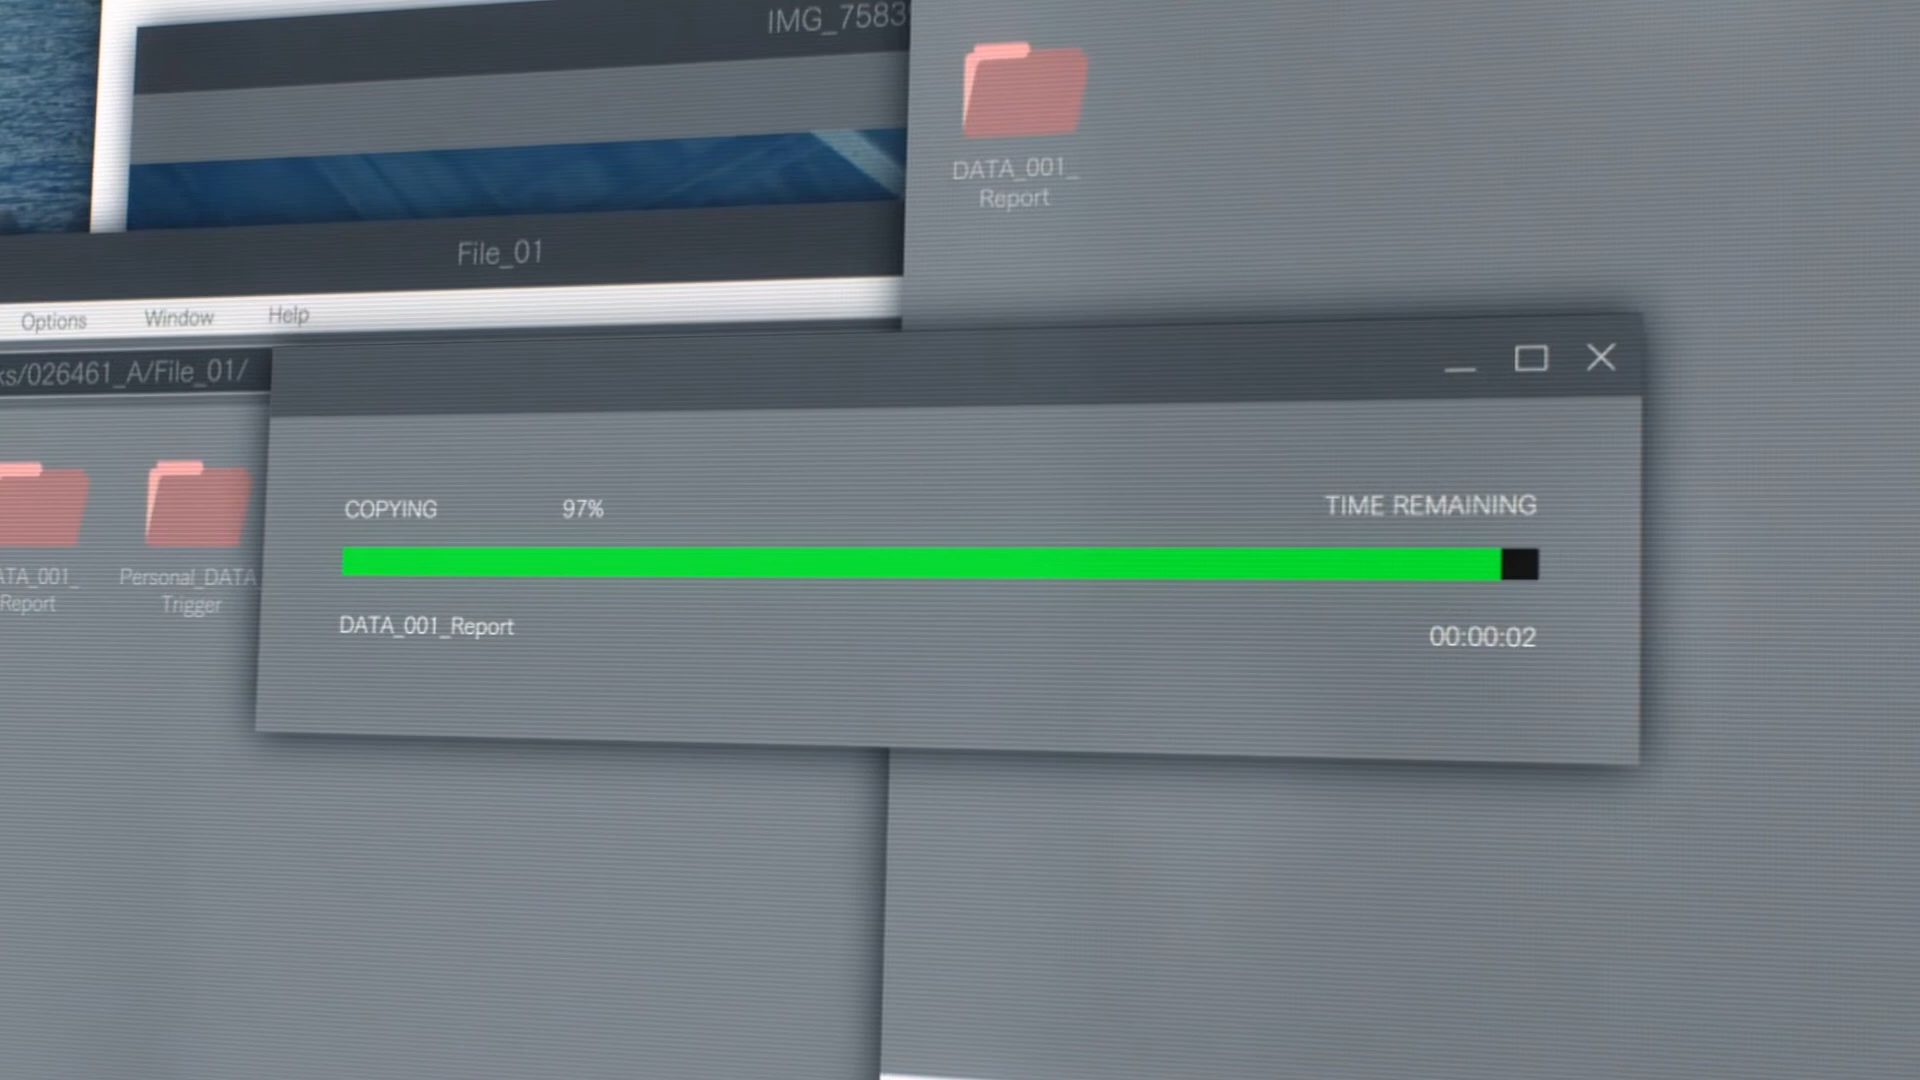 IMG_7583
DATA_001_
Report
File_01
Options Window Help
ks/026461_A/File_01/
COPYING 97% TIME REMAINING
ATA_001_
Report
Personal_DATA
Trigger
DATA_001_Report
00:00:02